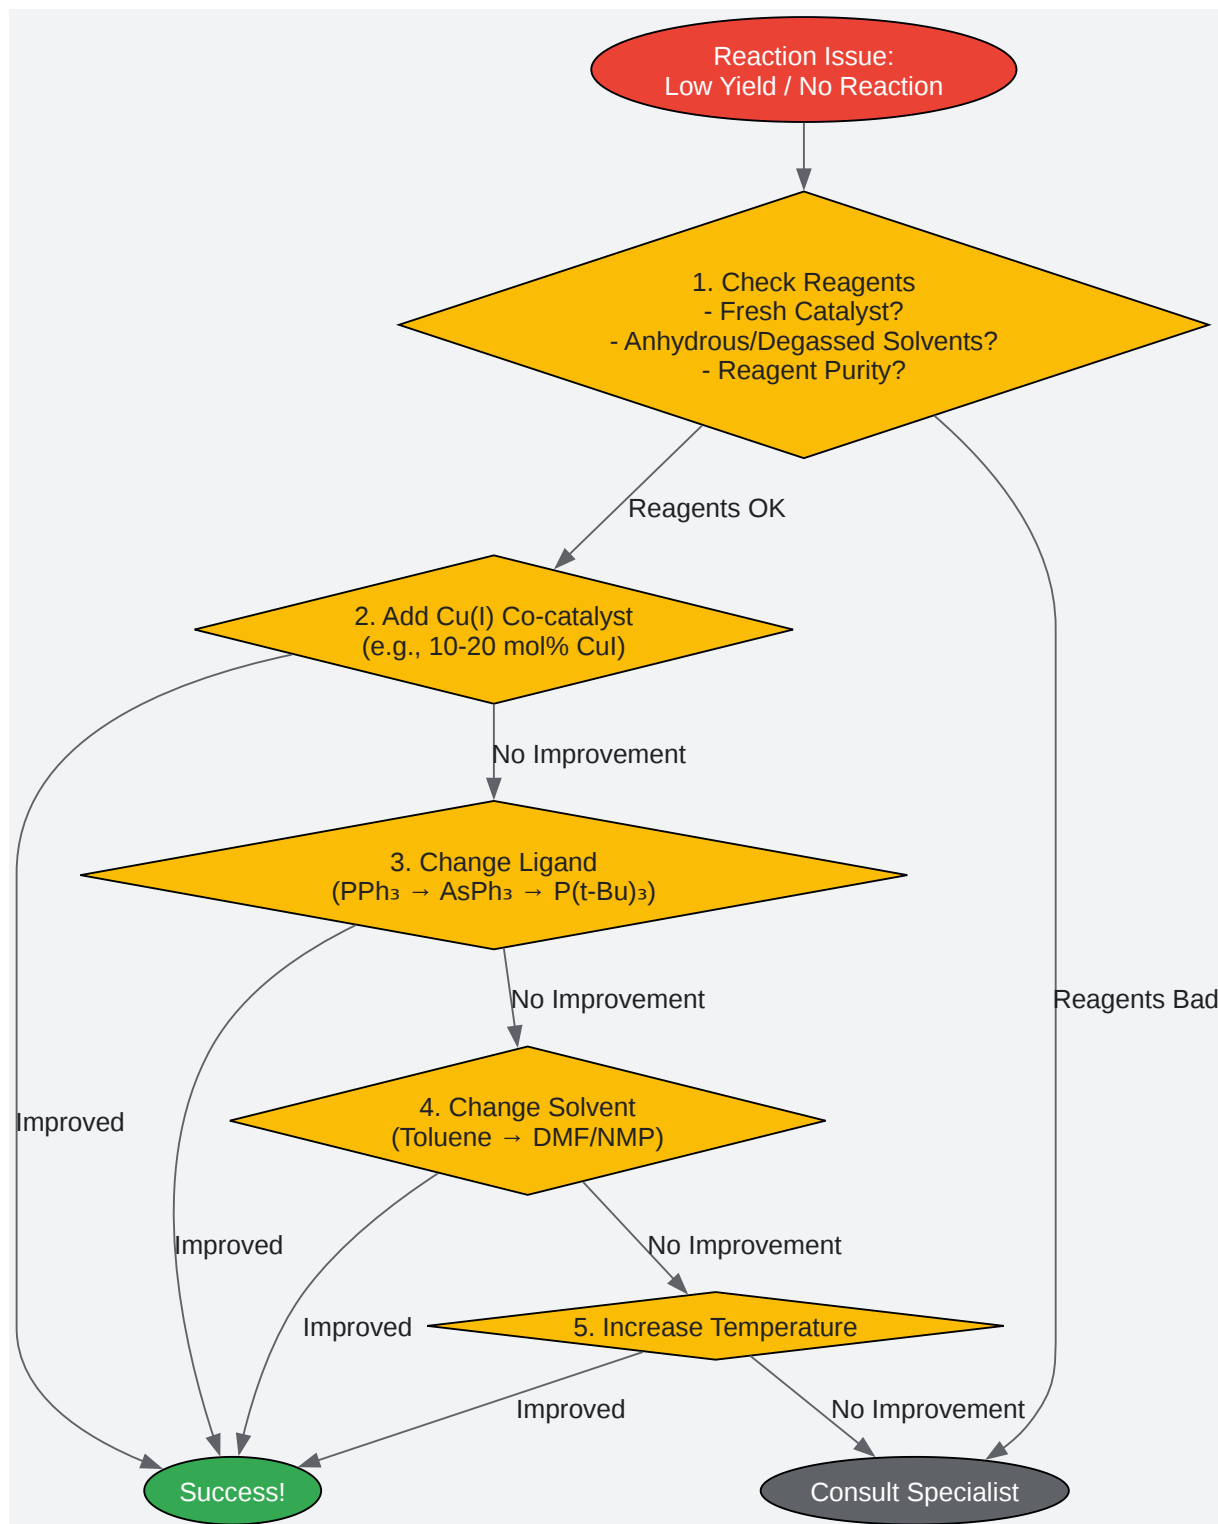 Reaction Issue:
Low Yield / No Reaction
1. Check Reagents
- Fresh Catalyst?
- Anhydrous/Degassed Solvents?
- Reagent Purity?
Reagents OK
2. Add Cu(I) Co-catalyst
(e.g., 10-20 mol% CuI)
No Improvement
3. Change Ligand
(PPh₃ → AsPh₃ → P(t-Bu)₃)
No Improvement
Reagents Bad
4. Change Solvent
(Toluene → DMF/NMP)
Improved
Improved
No Improvement
Improved
5. Increase Temperature
Improved
No Improvement
Success!
Consult Specialist